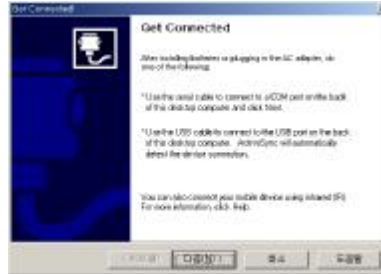 Get Connected
Get Connected
After installing batteries or plugging in the AC adapter, do
one of the following:
* Use the serial cable to connect to a COM port on the back
of this desktop computer and click Next.
* Use the USB cable to connect to the USB port on the back
of this desktop computer. ActiveSync will automatically
detect the device connection.
You can also connect your mobile device using infrared (IR).
For more information, click Help.
다음(N) 취소 도움말